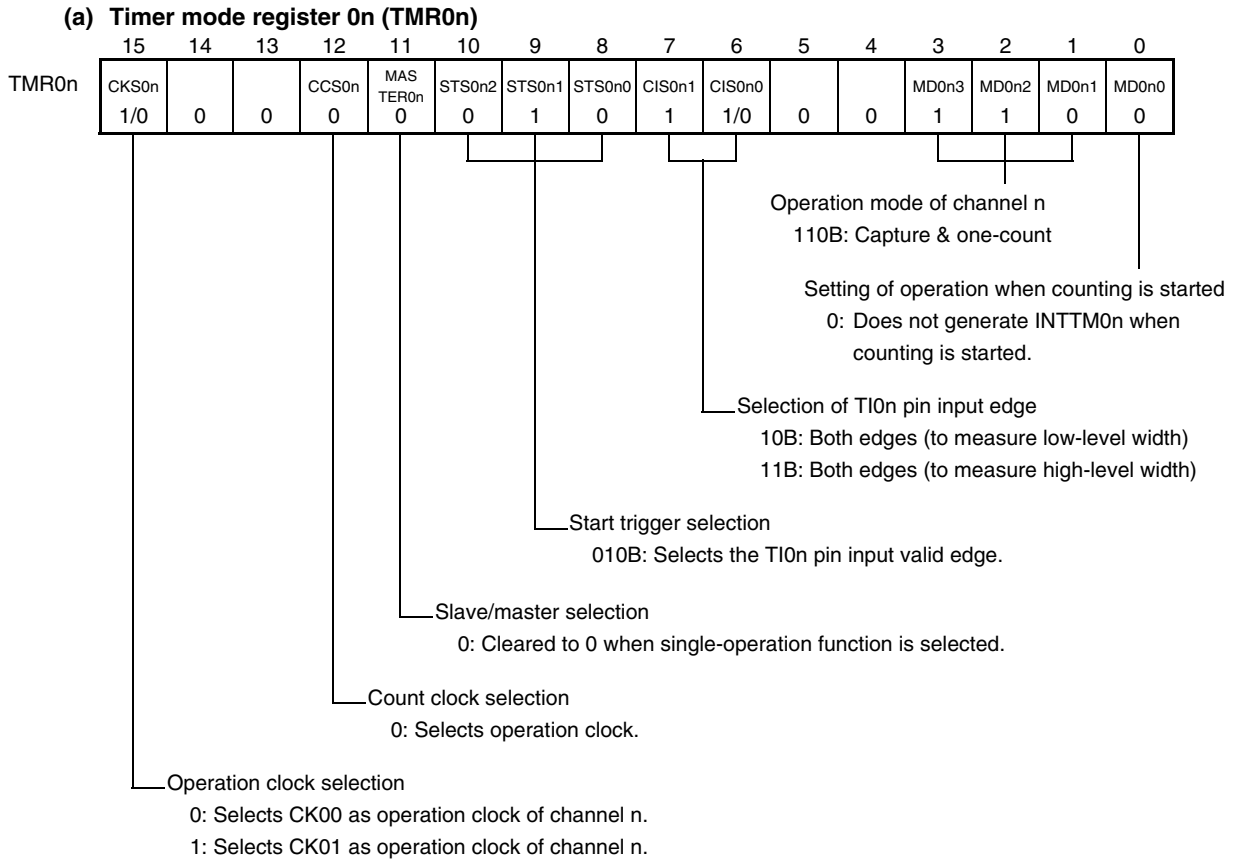 (a) Timer mode register 0n (TMR0n)
15 14 13 12 11 10 9 8 7 6 5 4 3 2 1 0
TMR0n CKS0n CCS0n MAS TER0n STS0n2 STS0n1 STS0n0 CIS0n1 CIS0n0 MD0n3 MD0n2 MD0n1 MD0n0
1/0 0 0 0 0 0 1 0 1 1/0 0 0 1 1 0 0
Operation mode of channel n
110B: Capture & one-count
Setting of operation when counting is started
0: Does not generate INTTM0n when
counting is started.
Selection of TI0n pin input edge
10B: Both edges (to measure low-level width)
11B: Both edges (to measure high-level width)
Start trigger selection
010B: Selects the TI0n pin input valid edge.
Slave/master selection
0: Cleared to 0 when single-operation function is selected.
Count clock selection
0: Selects operation clock.
Operation clock selection
0: Selects CK00 as operation clock of channel n.
1: Selects CK01 as operation clock of channel n.